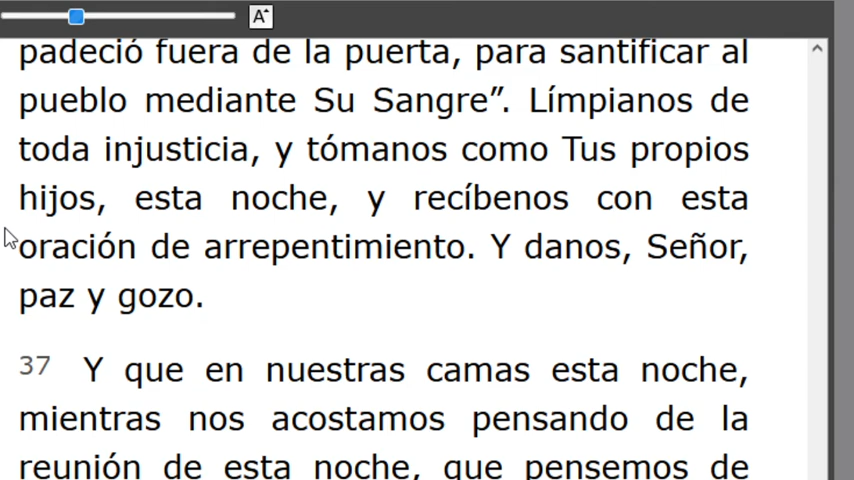 A
padeció fuera de la puerta, para santificar al
pueblo mediante Su Sangre”. Límpianos de
toda injusticia, y tómanos como Tus propios
hijos, esta noche, y recíbenos con esta
oración de arrepentimiento. Y danos, Señor,
paz y gozo.
37 Y que en nuestras camas esta noche,
mientras nos acostamos pensando de la
reunión de esta noche, que pensemos de